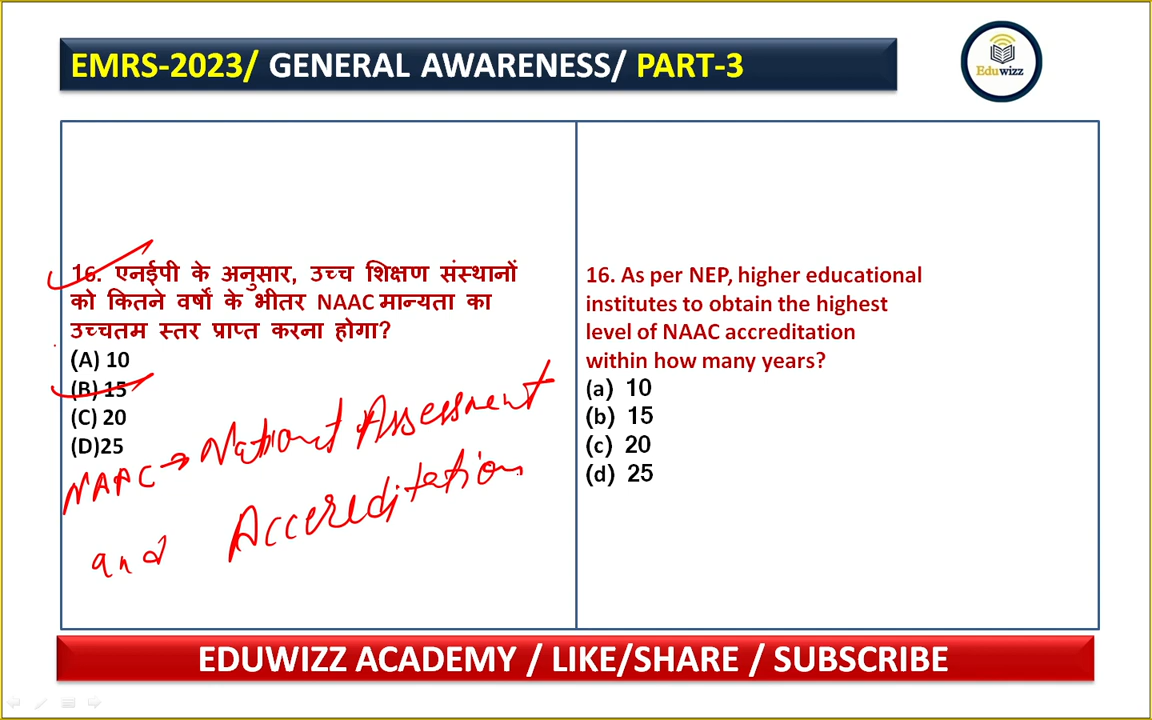 EMRS-2023/ GENERAL AWARENESS/ PART-3
Eduwizz
16. एनईपी के अनुसार, उच्च शिक्षण संस्थानों
को कितने वर्षों के भीतर NAAC मान्यता का
उच्चतम स्तर प्राप्त करना होगा?
(A) 10
(B) 15
(C) 20
(D)25
NAAC → National Assessment
and Accereditation
16. As per NEP, higher educational
institutes to obtain the highest
level of NAAC accreditation
within how many years?
(a) 10
(b) 15
(c) 20
(d) 25
EDUWIZZ ACADEMY / LIKE/SHARE / SUBSCRIBE